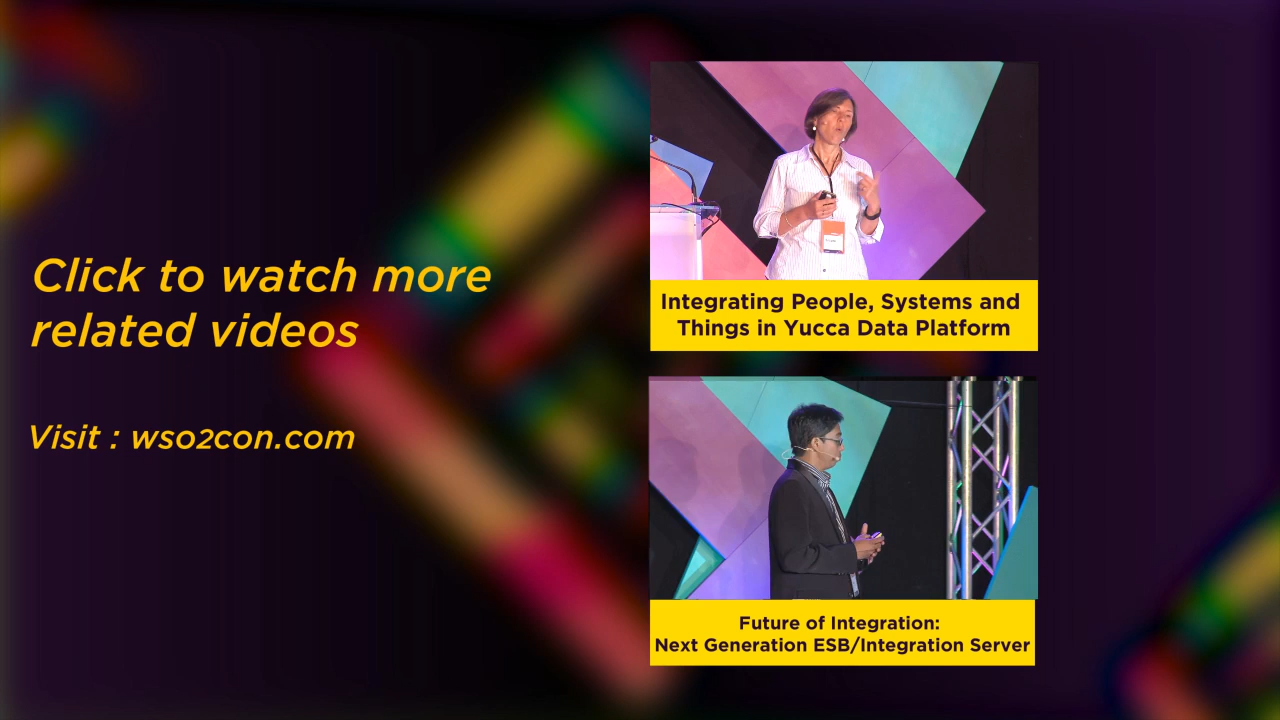 Click to watch more
related videos
Visit : wso2con.com
Integrating People, Systems and
Things in Yucca Data Platform
Future of Integration:
Next Generation ESB/Integration Server